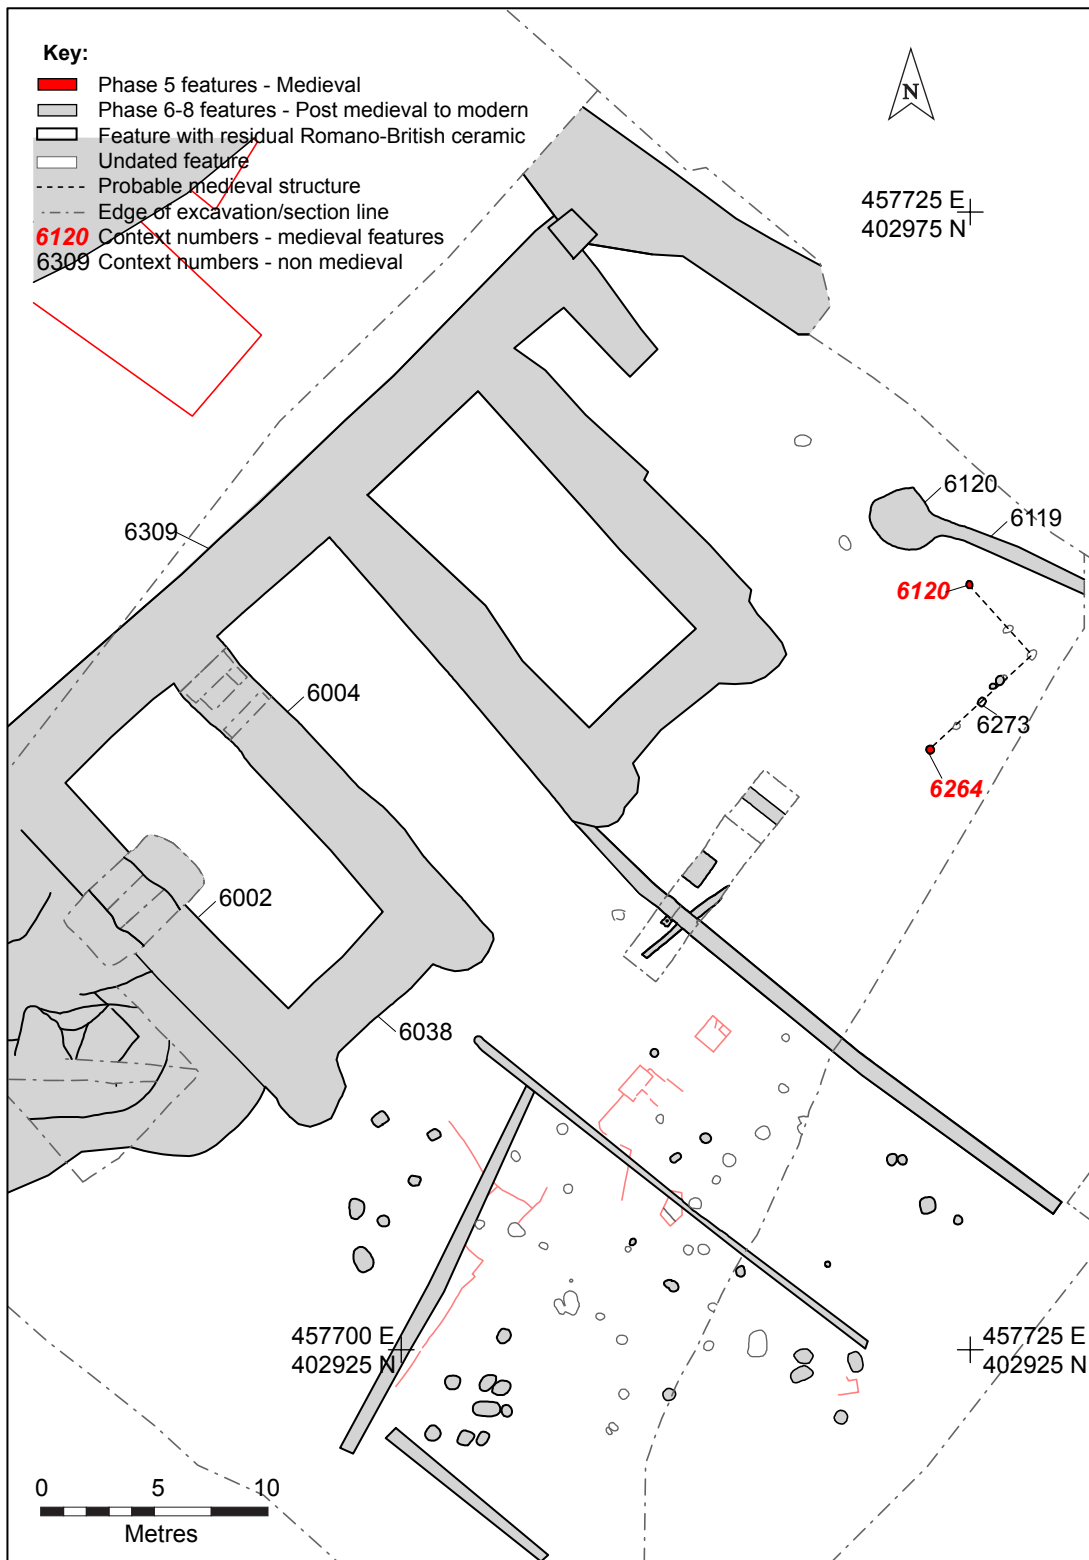 Key:
Phase 5 features - Medieval
Phase 6-8 features - Post medieval to modern
Feature with residual Romano-British ceramic
Undated feature
Probable medieval structure
Edge of excavation/section line
6120 Context numbers - medieval features
6309 Context numbers - non medieval
N
457725 E
402975 N
6120
6119
6309
6120
6004
6273
6264
6002
6038
457700 E
402925 N
457725 E
402925 N
0 5 10
Metres